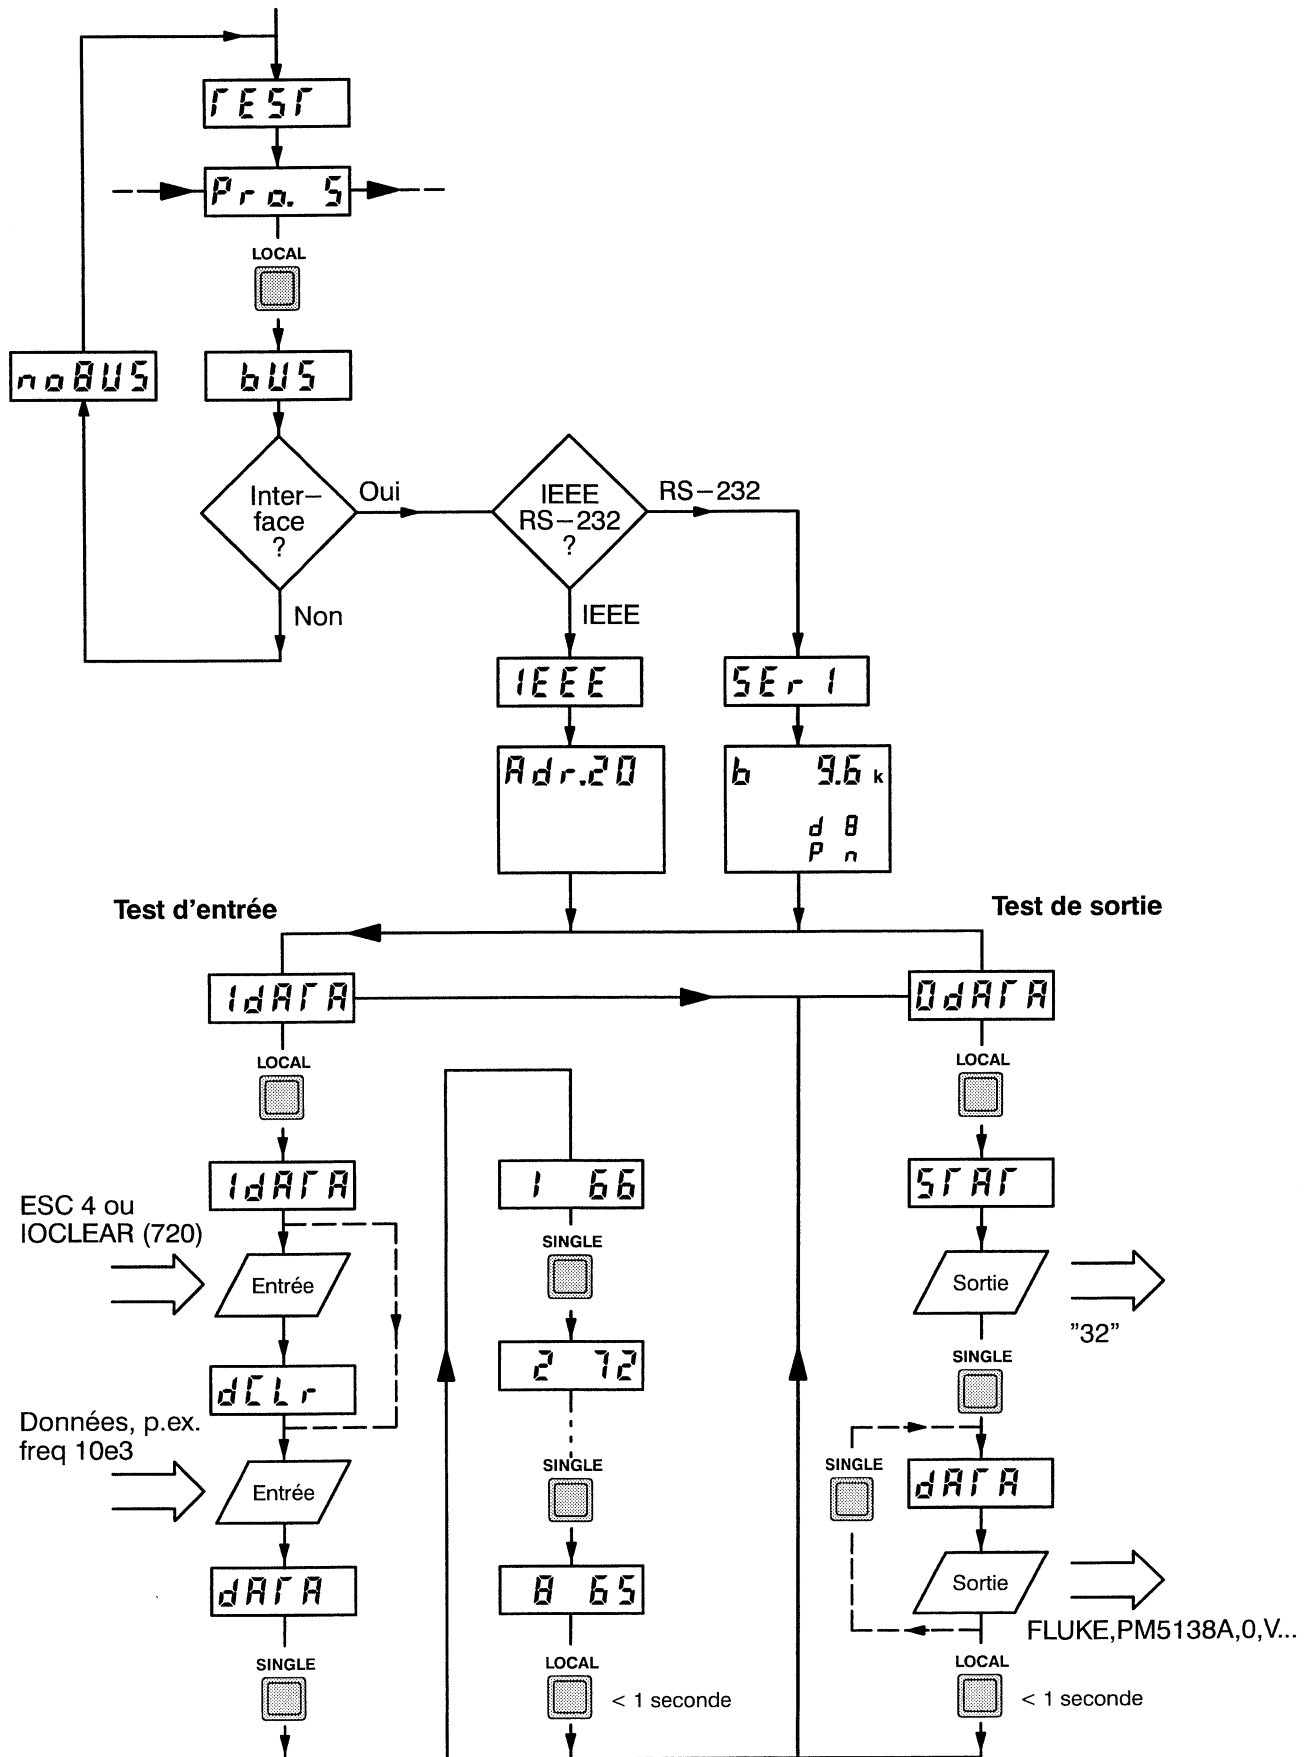 TEST
Pro. 5
LOCAL
noBUS
bUS
Inter–
face
?
Oui
IEEE
RS–232
?
RS–232
Non
IEEE
IEEE
SEr 1
Adr.20
b 9.6 k
d 8
P n
Test d'entrée
Test de sortie
IdATA
OdATA
LOCAL
LOCAL
IdATA
1 66
STAT
ESC 4 ou
IOCLEAR (720)
SINGLE
Entrée
Sortie
"32"
2 72
SINGLE
dCLr
Données, p.ex.
freq 10e3
SINGLE
SINGLE
dATA
Entrée
dATA
8 65
Sortie
FLUKE,PM5138A,0,V...
SINGLE
LOCAL
< 1 seconde
LOCAL
< 1 seconde